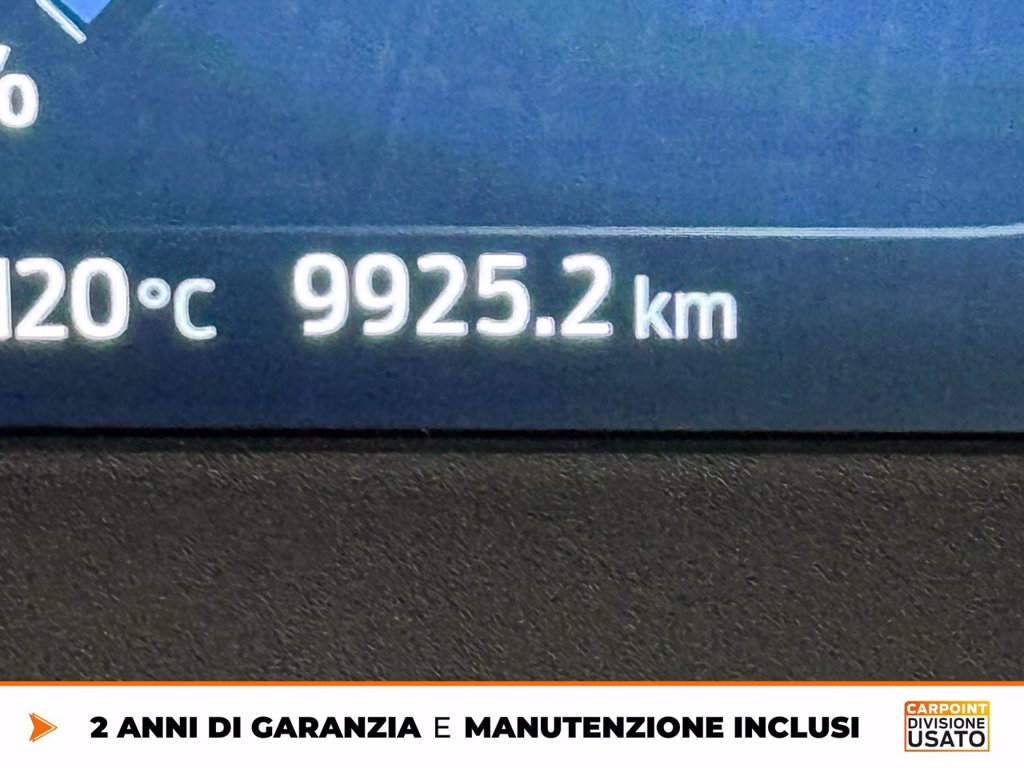 %
120°C 9925.2 km
2 ANNI DI GARANZIA E MANUTENZIONE INCLUSI
CARPOINT
DIVISIONE
USATO